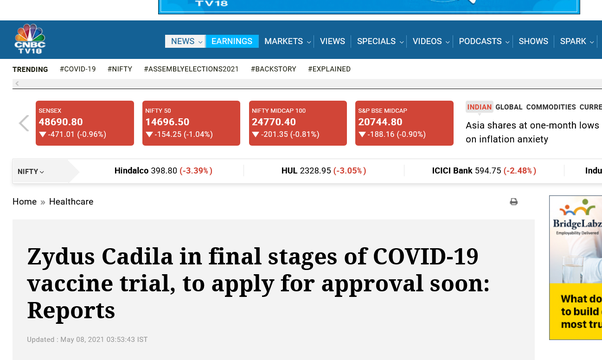 TV18
CNBC
TV18
NEWS EARNINGS MARKETS VIEWS SPECIALS VIDEOS PODCASTS SHOWS SPARK
TRENDING #COVID-19 #NIFTY #ASSEMBLYELECTIONS2021 #BACKSTORY #EXPLAINED
SENSEX
48690.80
-471.01 (-0.96%)
NIFTY 50
14696.50
-154.25 (-1.04%)
NIFTY MIDCAP 100
24770.40
-201.35 (-0.81%)
S&P BSE MIDCAP
20744.80
-188.16 (-0.90%)
INDIAN GLOBAL COMMODITIES CURRE
Asia shares at one-month lows
on inflation anxiety
NIFTY Hindalco 398.80 (-3.39%) HUL 2328.95 (-3.05%) ICICI Bank 594.75 (-2.48%) Indu
Home » Healthcare
Zydus Cadila in final stages of COVID-19
vaccine trial, to apply for approval soon:
Reports
Updated : May 08, 2021 03:53:43 IST
BridgeLabz
Employability Delivered
What do
to build
most tru